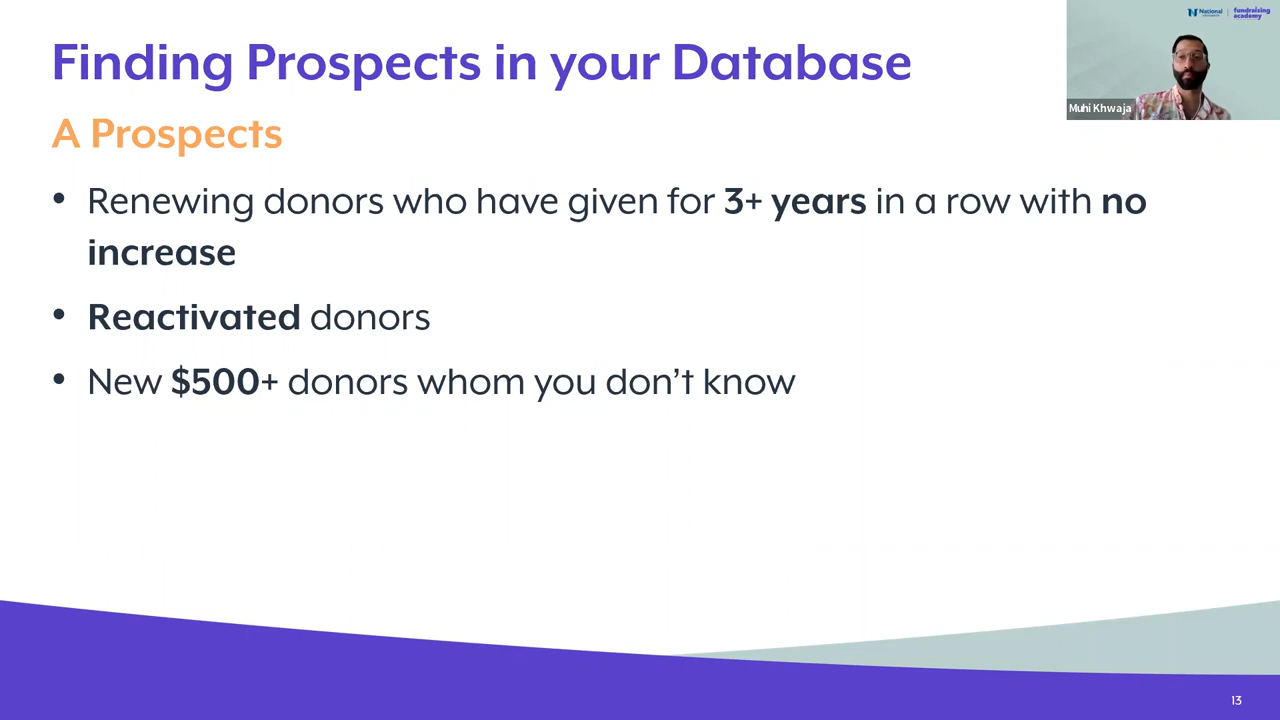 Finding Prospects in your Database
A Prospects
• Renewing donors who have given for 3+ years in a row with no
increase
• Reactivated donors
• New $500+ donors whom you don't know
National
fundraising
academy
Muhi Khwaja
13